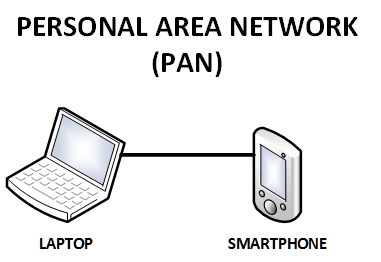 PERSONAL AREA NETWORK
(PAN)
LAPTOP
SMARTPHONE